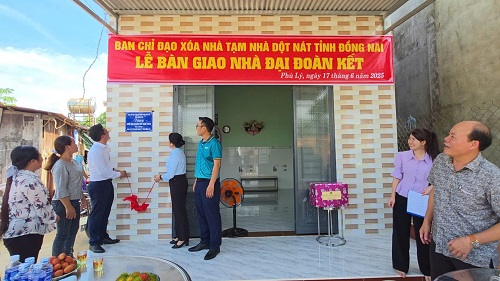 BAN CHỈ ĐẠO XÓA NHÀ TẠM NHÀ DỘT NÁT TỈNH ĐỒNG NAI
LỄ BÀN GIAO NHÀ ĐẠI ĐOÀN KẾT
Phú Lý, ngày 17 tháng 6 năm 2025